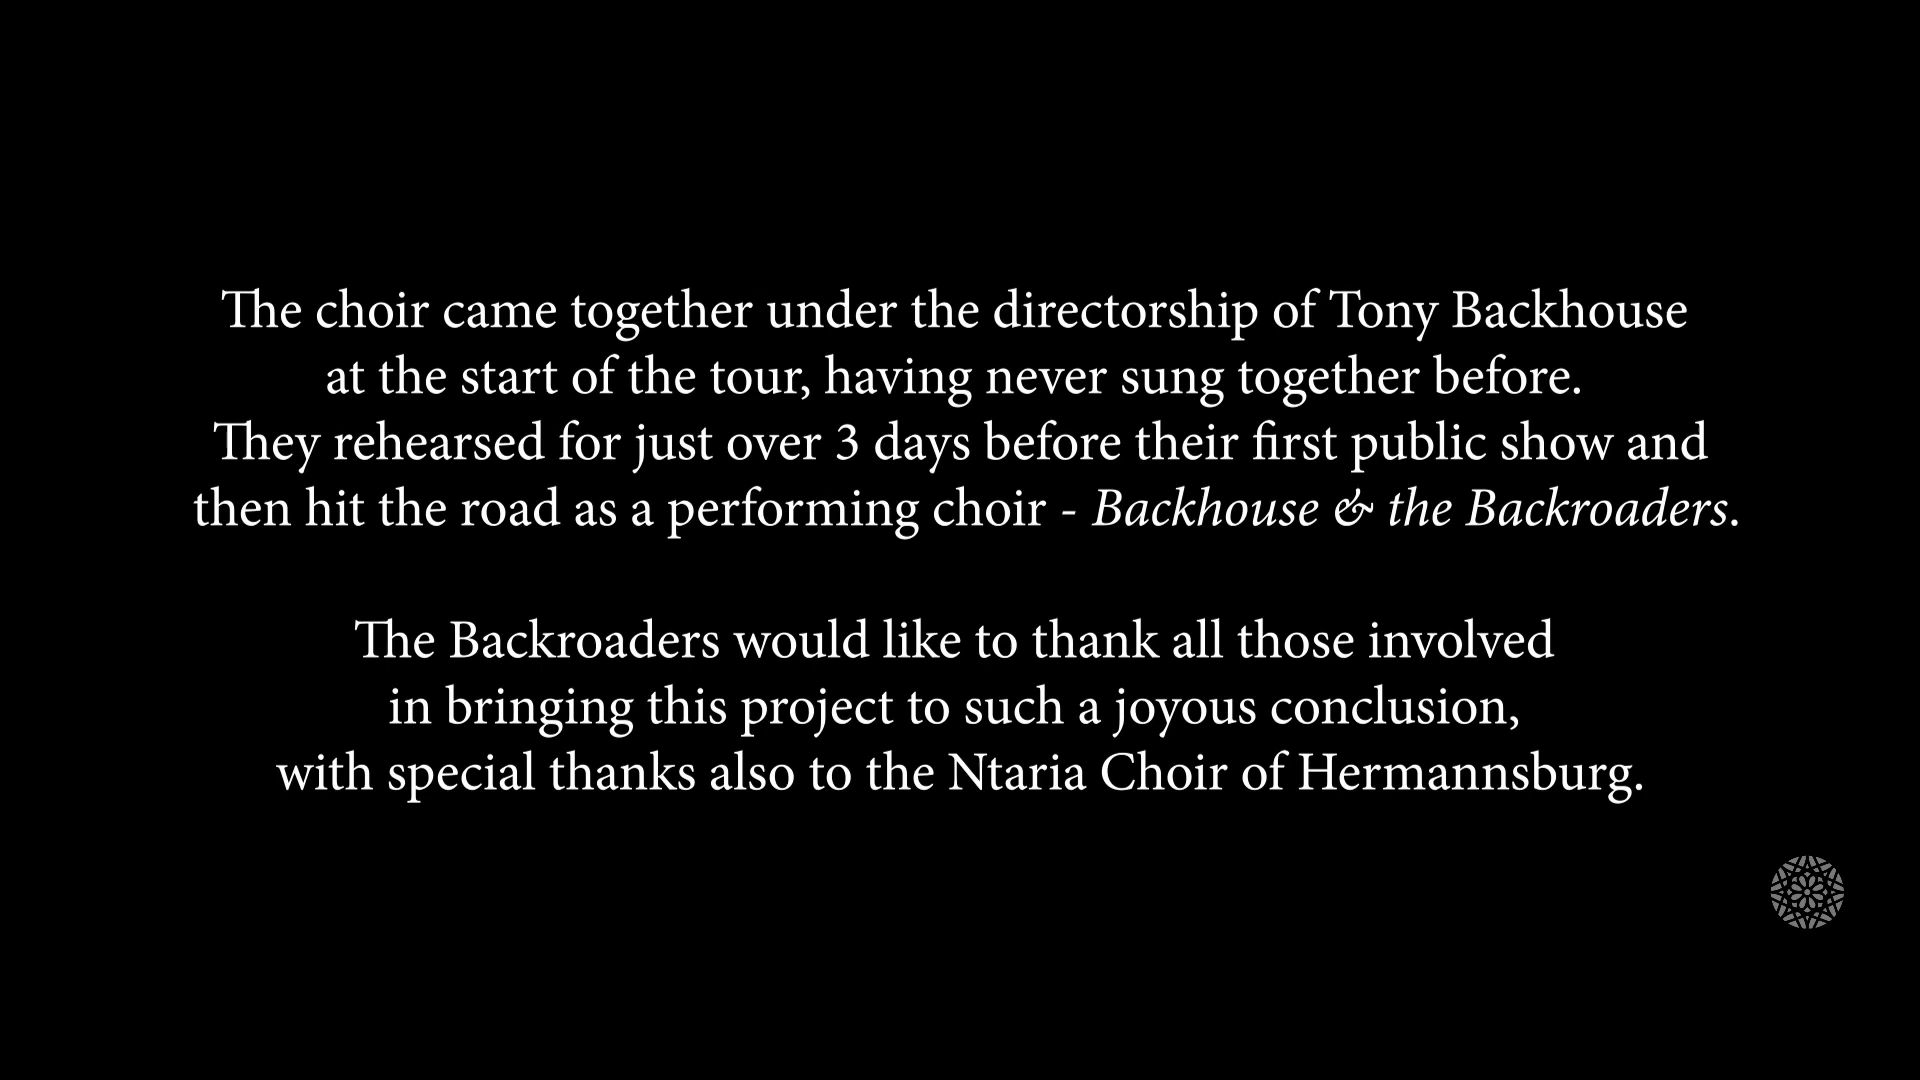 The choir came together under the directorship of Tony Backhouse
at the start of the tour, having never sung together before.
They rehearsed for just over 3 days before their first public show and
then hit the road as a performing choir - Backhouse & the Backroaders.
The Backroaders would like to thank all those involved
in bringing this project to such a joyous conclusion,
with special thanks also to the Ntaria Choir of Hermannsburg.